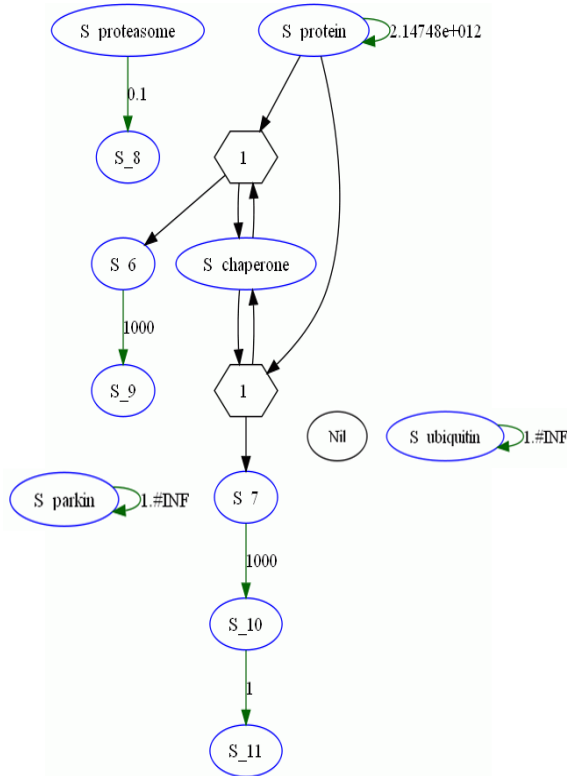 S proteasome
S protein
2.14748e+012
0.1
S_8
1
S 6
S chaperone
1000
S_9
1
Nil
S ubiquitin
1.#INF
S parkin
1.#INF
S 7
1000
S_10
1
S_11